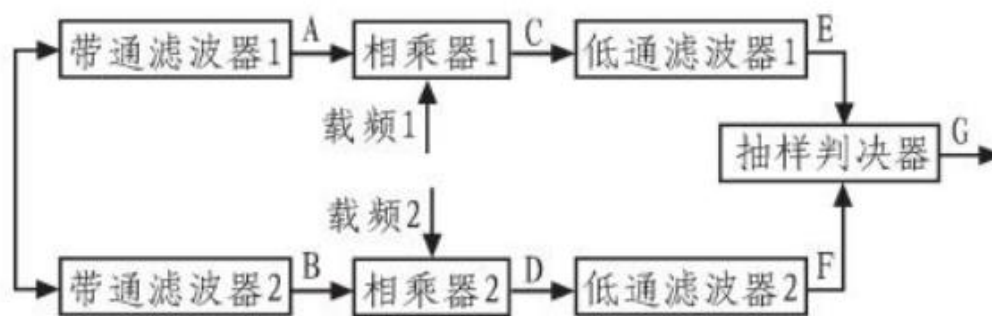 带通滤波器1 A 相乘器1 C 低通滤波器1 E
载频1
抽样判决器 G
载频2
带通滤波器2 B 相乘器2 D 低通滤波器2 F